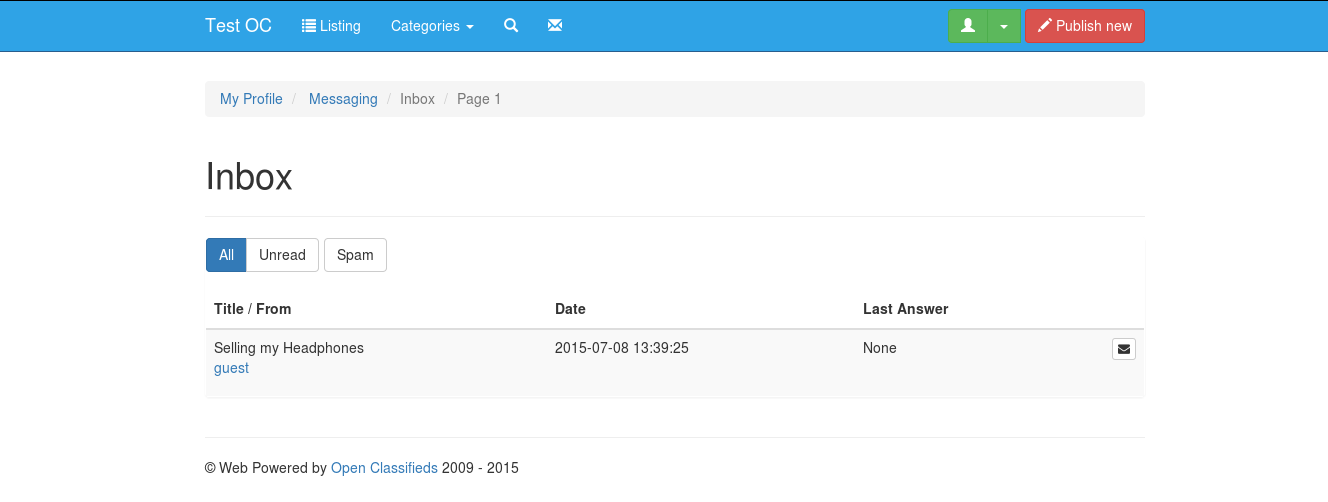 Test OC Listing Categories Publish new
My Profile / Messaging / Inbox / Page 1
Inbox
All Unread Spam
Title / From Date Last Answer
Selling my Headphones 2015-07-08 13:39:25 None
guest
© Web Powered by Open Classifieds 2009 - 2015